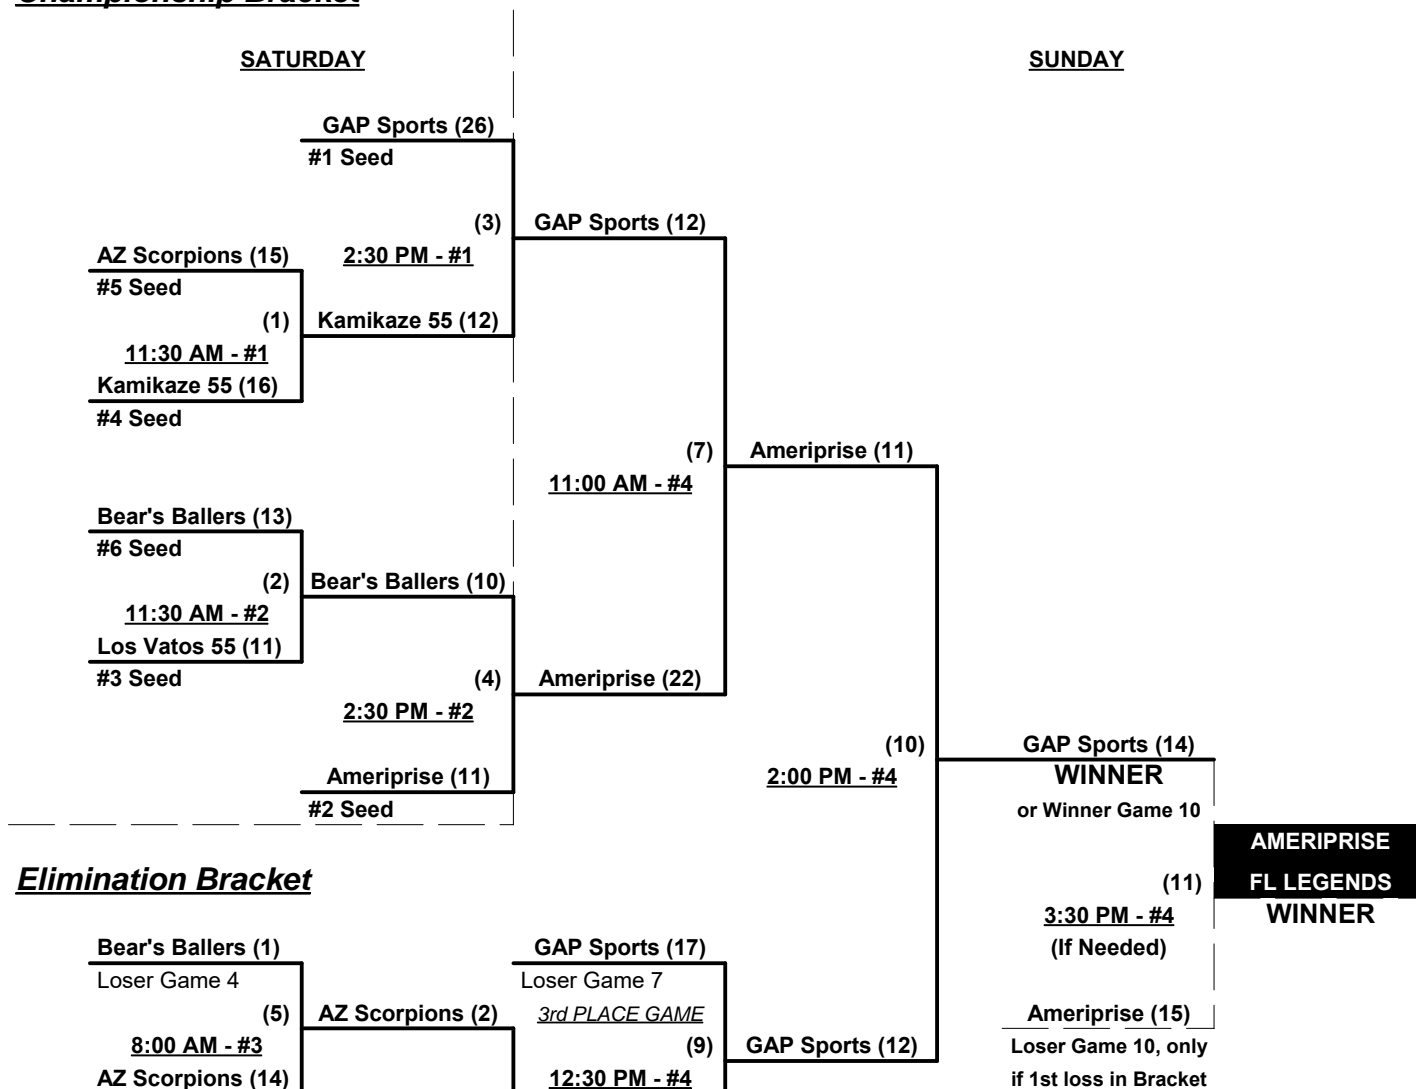 Championship Bracket
SATURDAY
SUNDAY
GAP Sports (26)
#1 Seed
(3)
GAP Sports (12)
AZ Scorpions (15)
2:30 PM - #1
#5 Seed
(1)
Kamikaze 55 (12)
11:30 AM - #1
Kamikaze 55 (16)
#4 Seed
(7)
Ameriprise (11)
11:00 AM - #4
Bear's Ballers (13)
#6 Seed
(2)
Bear's Ballers (10)
11:30 AM - #2
Los Vatos 55 (11)
#3 Seed
(4)
Ameriprise (22)
2:30 PM - #2
(10)
GAP Sports (14)
Ameriprise (11)
2:00 PM - #4
WINNER
#2 Seed
or Winner Game 10
AMERIPRISE
Elimination Bracket
(11)
FL LEGENDS
3:30 PM - #4
WINNER
Bear's Ballers (1)
GAP Sports (17)
(If Needed)
Loser Game 4
Loser Game 7
(5)
AZ Scorpions (2)
3rd PLACE GAME
Ameriprise (15)
8:00 AM - #3
(9)
GAP Sports (12)
Loser Game 10, only
AZ Scorpions (14)
12:30 PM - #4
if 1st loss in Bracket